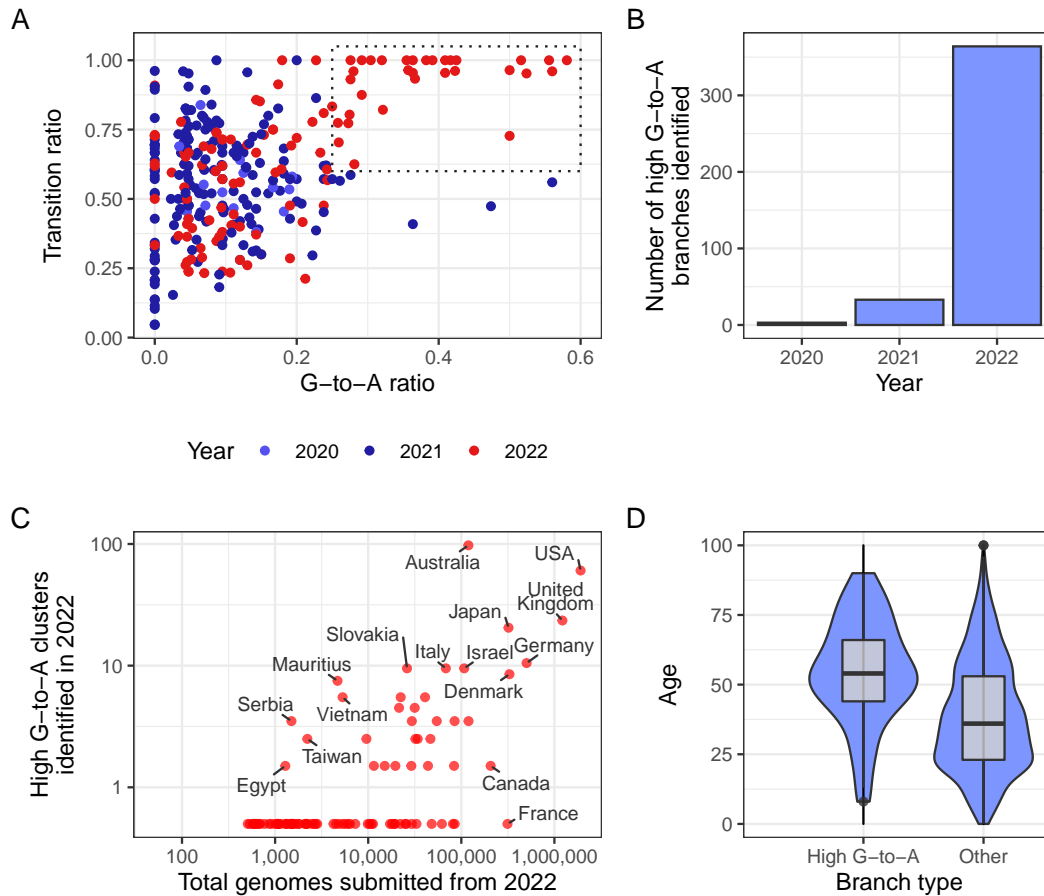 A
Transition ratio
1.00
0.75
0.50
0.25
0.00
0.0
0.2
0.4
0.6
G−to−A ratio
B
Number of high G−to−A
branches identified
300
200
100
0
2020
2021
2022
Year
Year
2020
2021
2022
C
High G−to−A clusters
identified in 2022
100
10
1
Australia
USA
United
Kingdom
Japan
Slovakia
Italy
Israel
Germany
Mauritius
Denmark
Serbia
Vietnam
Taiwan
Egypt
Canada
France
100
1,000
10,000
100,000
1,000,000
Total genomes submitted from 2022
D
Age
100
75
50
25
0
High G−to−A
Other
Branch type